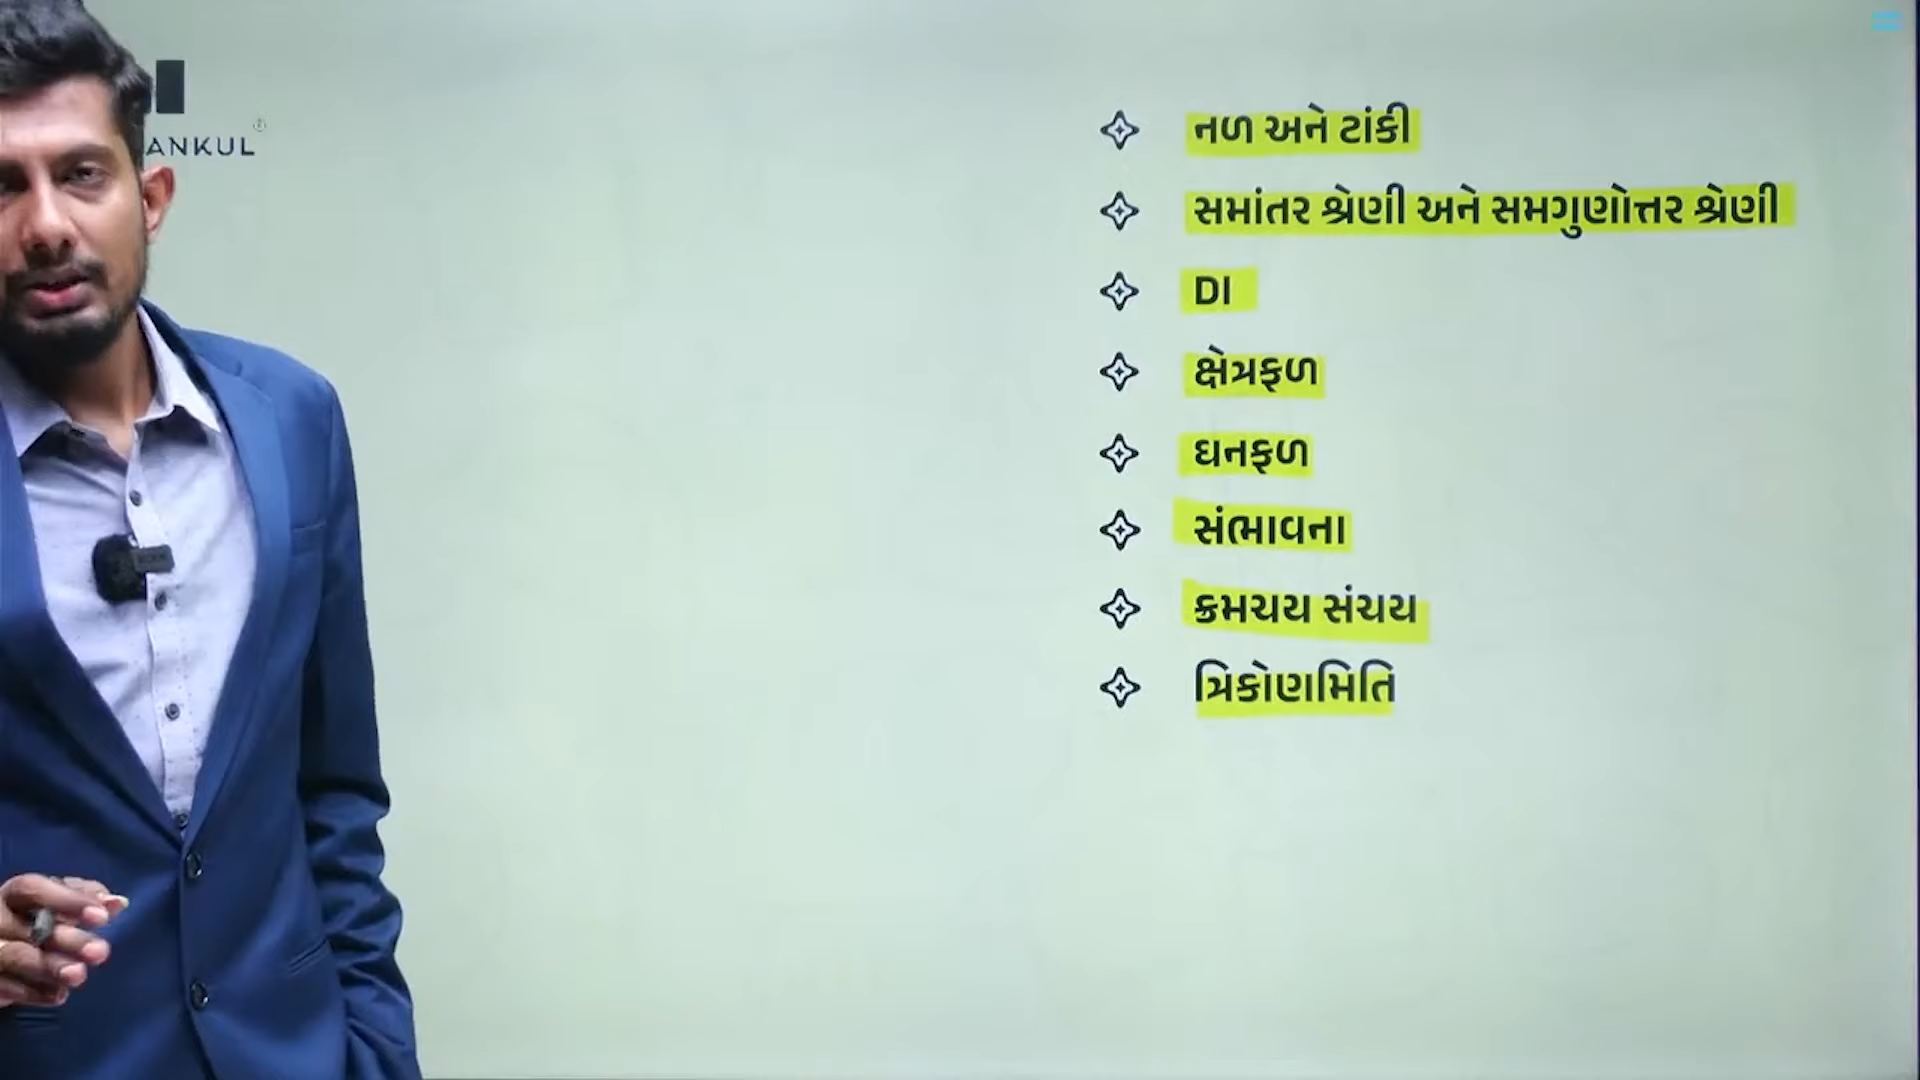 ANKUL
નળ અને ટાંકી
સમાંતર શ્રેણી અને સમગુણોત્તર શ્રેણી
DI
ક્ષેત્રફળ
ઘનફળ
સંભાવના
ક્રમચય સંચય
ત્રિકોણમિતિ